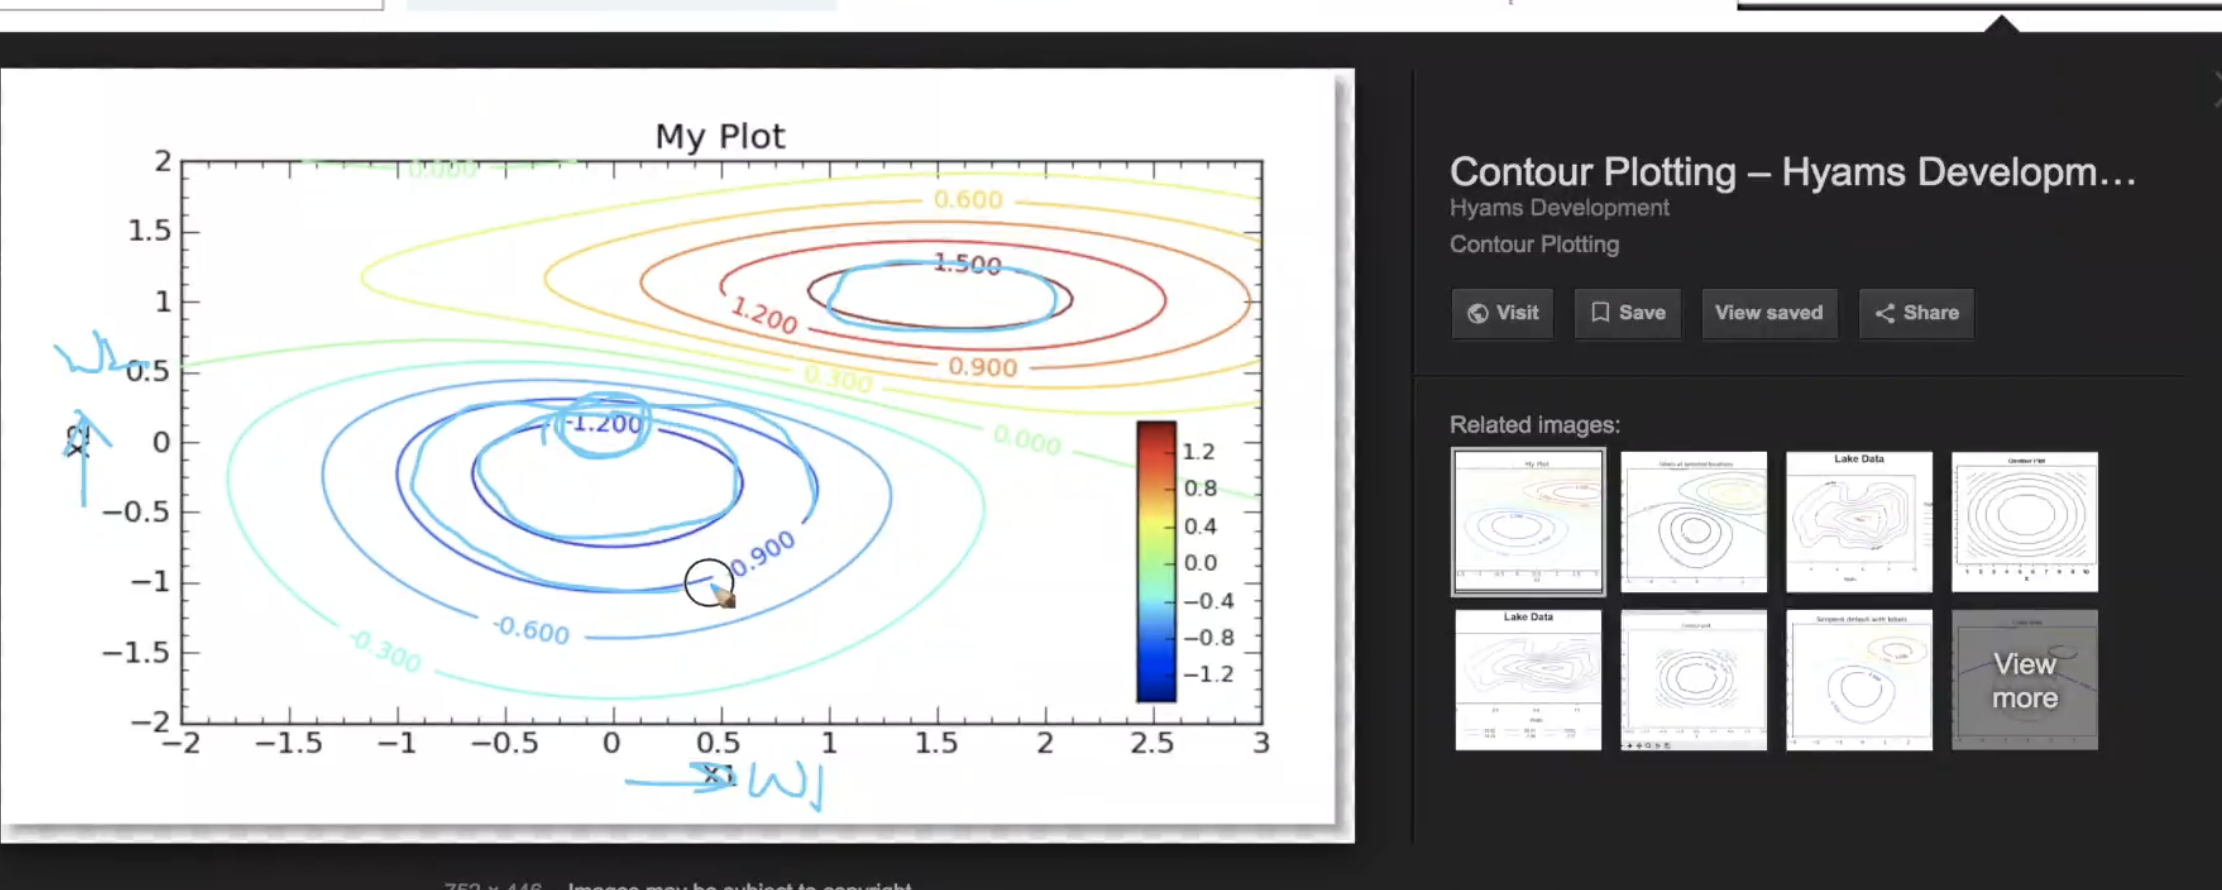 My Plot
2
1.5
1
0.5
0
−0.5
−1
−1.5
−2
−2 −1.5 −1 −0.5 0 0.5 1 1.5 2 2.5 3
0.000
0.600
1.500
1.200
0.900
0.300
0.000
-1.200
-0.900
-0.600
-0.300
1.2
0.8
0.4
0.0
−0.4
−0.8
−1.2
W2
W1
Contour Plotting – Hyams Developm...
Hyams Development
Contour Plotting
Visit Save View saved Share
Related images:
My Plot
Lake Data
Contour Plot
Lake Data
View
more
752 × 446 Images may be subject to copyright